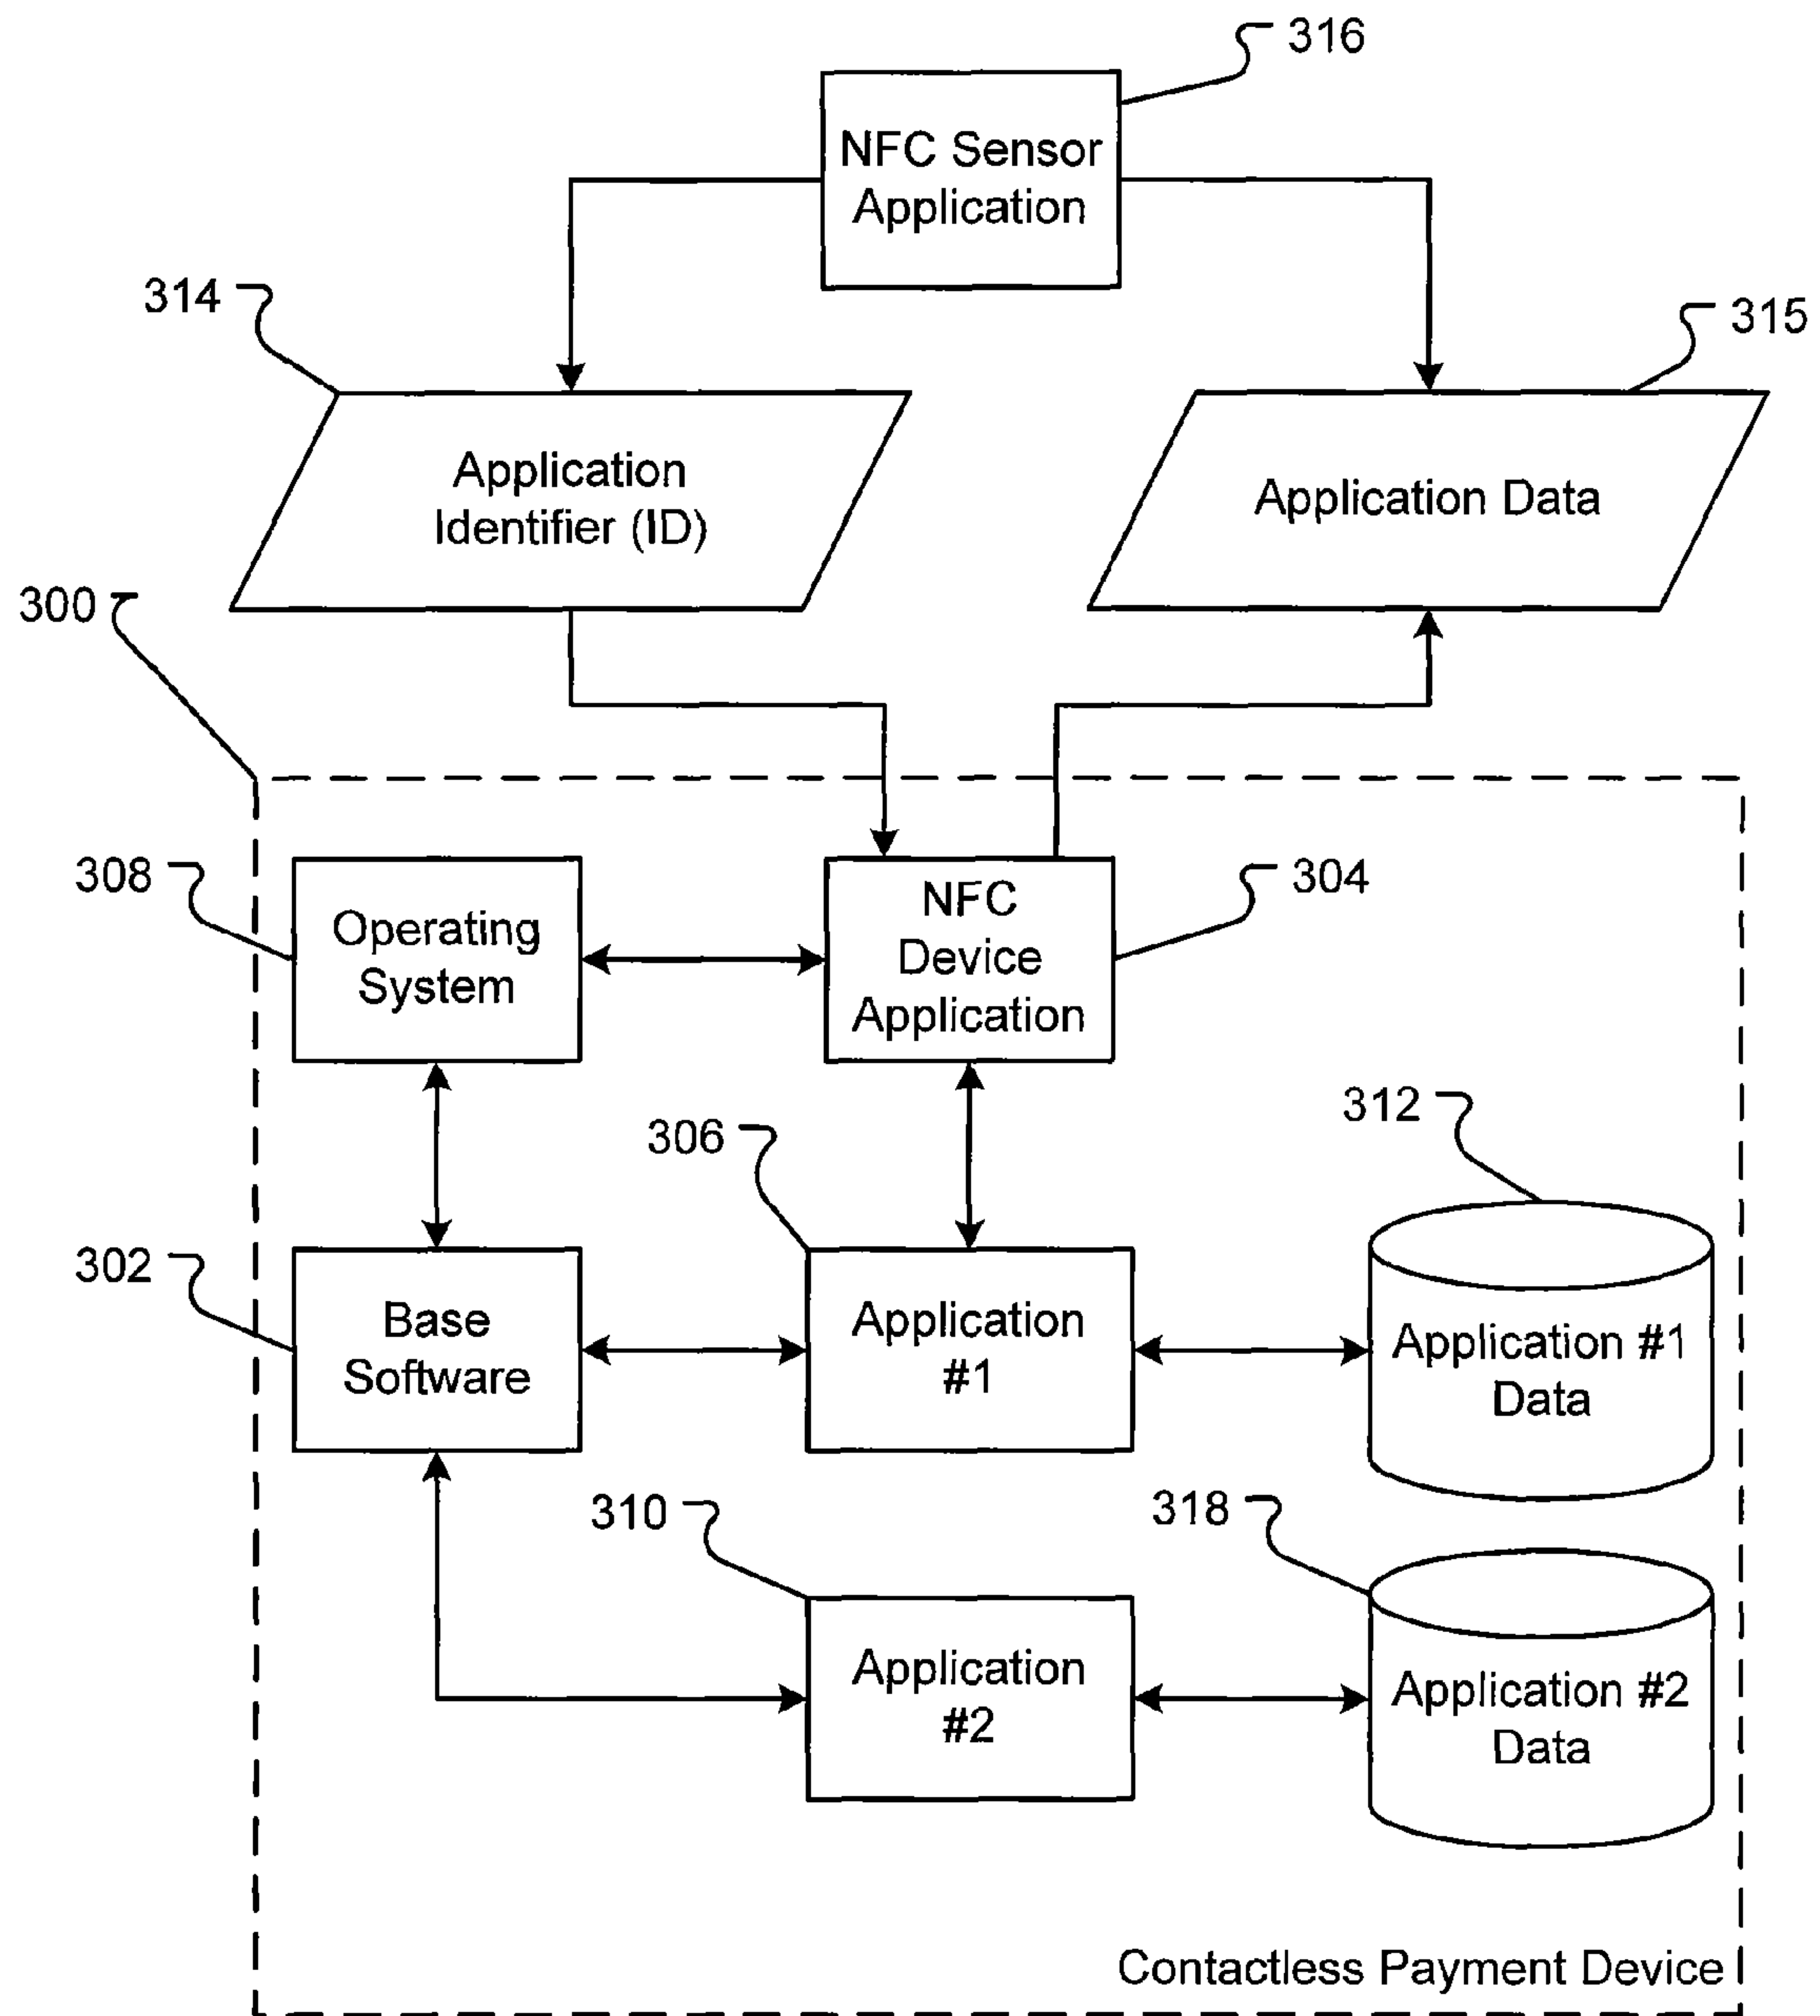 316
NFC Sensor
Application
314
315
Application
Identifier (ID)
Application Data
300
308
Operating
System
NFC
Device
Application
304
306
312
302
Base
Software
Application
#1
Application #1
Data
310
318
Application
#2
Application #2
Data
Contactless Payment Device